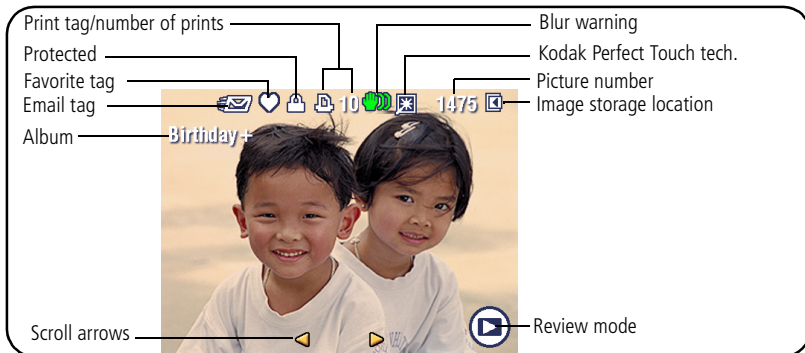 Print tag/number of prints
Protected
Favorite tag
Email tag
Album
Blur warning
Kodak Perfect Touch tech.
Picture number
Image storage location
10 1475
Birthday+
Scroll arrows
Review mode